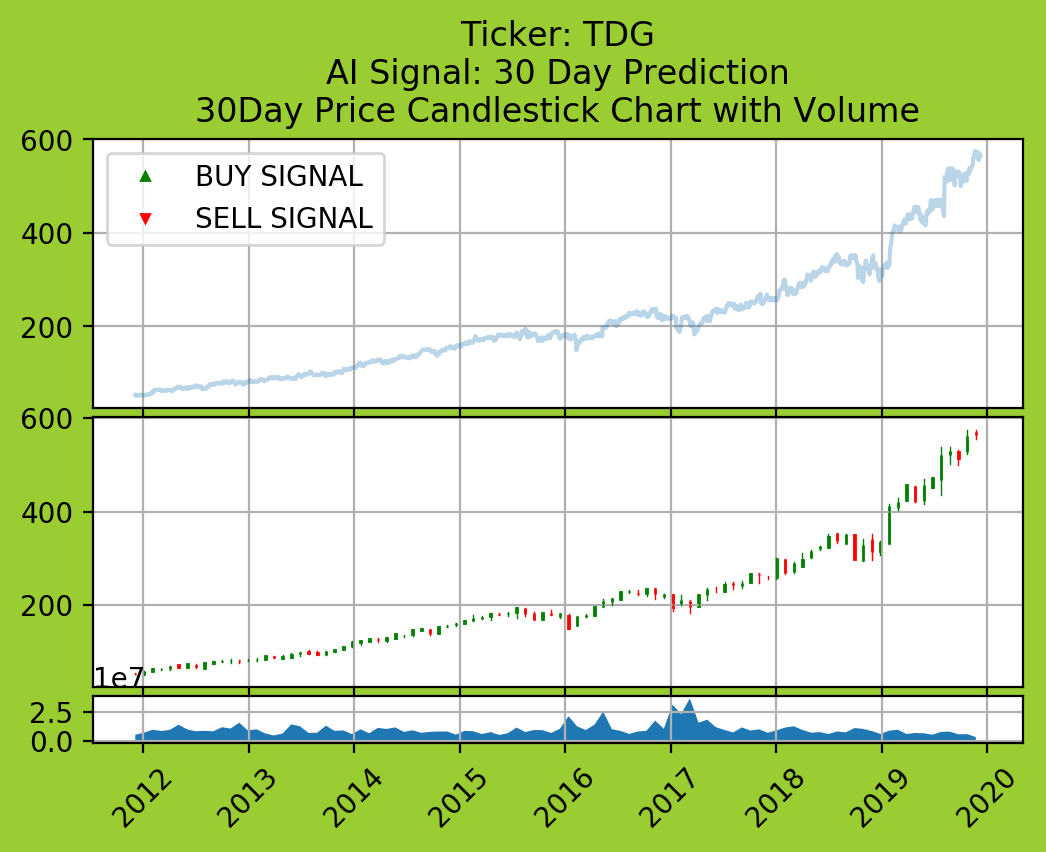 Ticker: TDG
AI Signal: 30 Day Prediction
30Day Price Candlestick Chart with Volume
600
BUY SIGNAL
SELL SIGNAL
400
200
600
400
200
1e7
2.5
0.0
2012 2013 2014 2015 2016 2017 2018 2019 2020